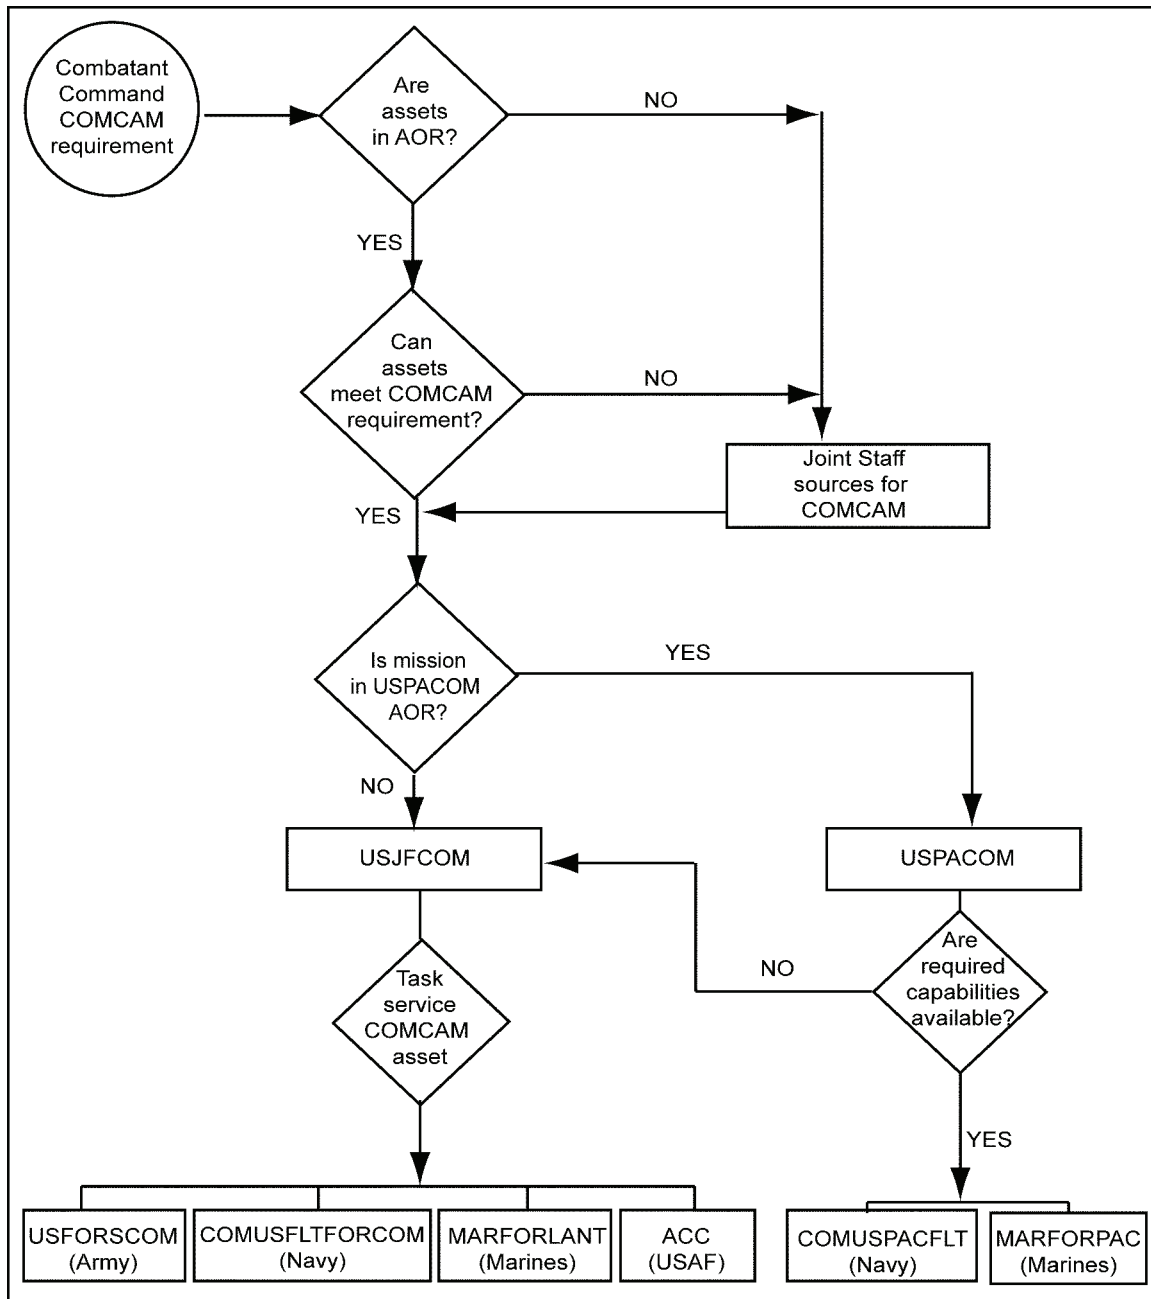 Combatant
Command
COMCAM
requirement
Are
assets
in AOR?
NO
YES
Can
assets
meet COMCAM
requirement?
NO
Joint Staff
sources for
COMCAM
YES
Is mission
in USPACOM
AOR?
YES
NO
USJFCOM
USPACOM
Are
required
capabilities
available?
NO
Task
service
COMCAM
asset
YES
USFORSCOM
(Army)
COMUSFLTFORCOM
(Navy)
MARFORLANT
(Marines)
ACC
(USAF)
COMUSPACFLT
(Navy)
MARFORPAC
(Marines)